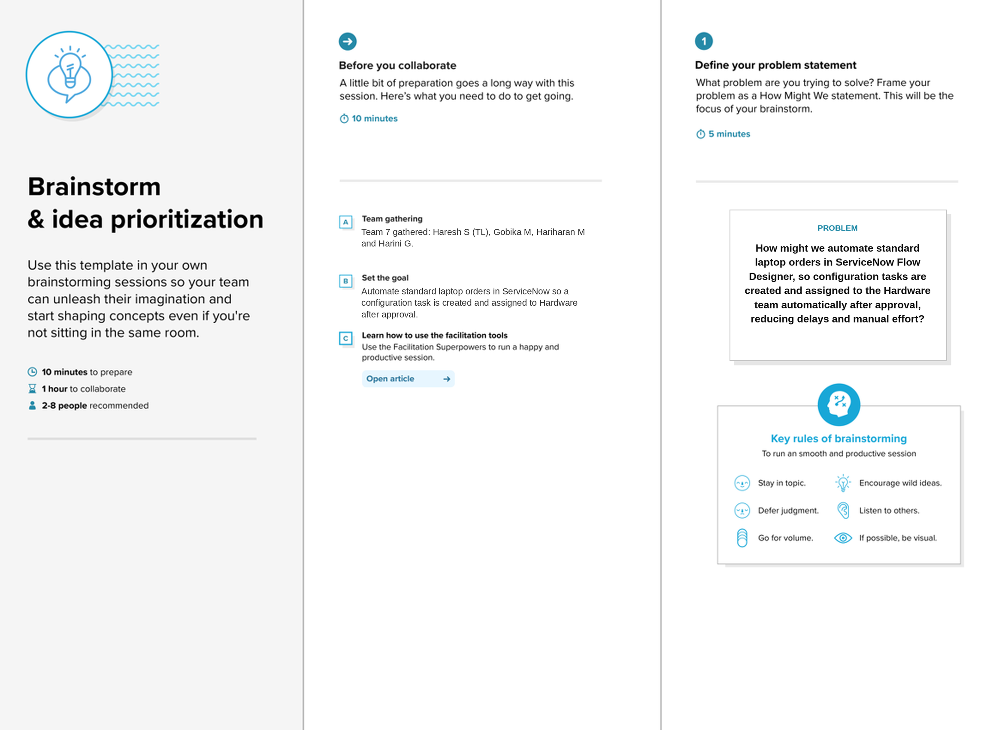 Brainstorm
& idea prioritization
Use this template in your own
brainstorming sessions so your team
can unleash their imagination and
start shaping concepts even if you're
not sitting in the same room.
10 minutes to prepare
1 hour to collaborate
2-8 people recommended
Before you collaborate
A little bit of preparation goes a long way with this
session. Here’s what you need to do to get going.
10 minutes
A
Team gathering
Team 7 gathered: Haresh S (TL), Gobika M, Hariharan M
and Harini G.
B
Set the goal
Automate standard laptop orders in ServiceNow so a
configuration task is created and assigned to Hardware
after approval.
C
Learn how to use the facilitation tools
Use the Facilitation Superpowers to run a happy and
productive session.
Open article
1
Define your problem statement
What problem are you trying to solve? Frame your
problem as a How Might We statement. This will be the
focus of your brainstorm.
5 minutes
PROBLEM
How might we automate standard
laptop orders in ServiceNow Flow
Designer, so configuration tasks are
created and assigned to the Hardware
team automatically after approval,
reducing delays and manual effort?
Key rules of brainstorming
To run an smooth and productive session
Stay in topic.
Encourage wild ideas.
Defer judgment.
Listen to others.
Go for volume.
If possible, be visual.